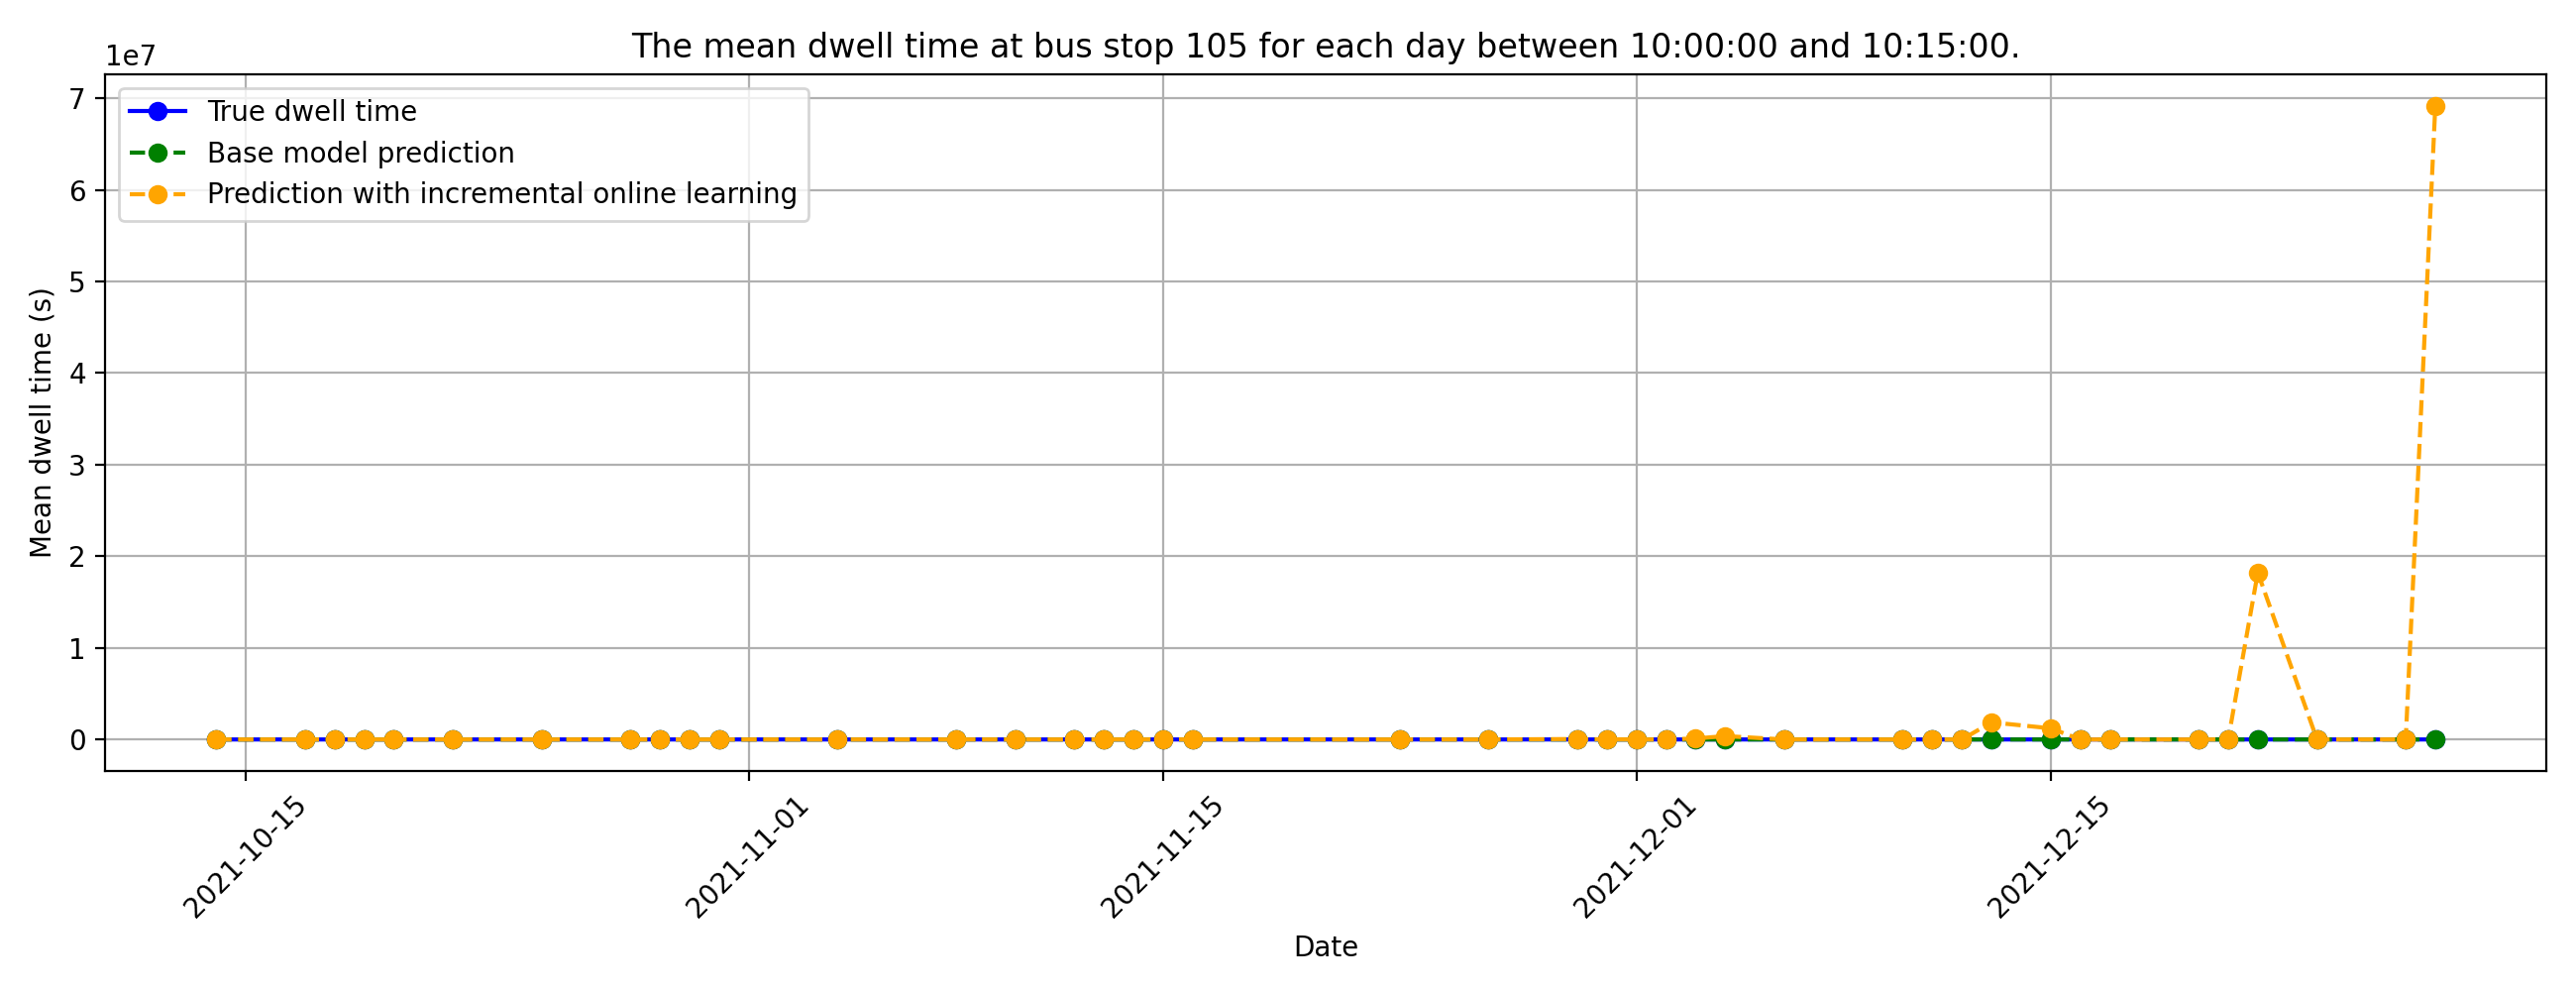 The mean dwell time at bus stop 105 for each day between 10:00:00 and 10:15:00.
1e7
7
6
5
4
3
2
1
0
Mean dwell time (s)
True dwell time
Base model prediction
Prediction with incremental online learning
2021-10-15
2021-11-01
2021-11-15
2021-12-01
2021-12-15
Date